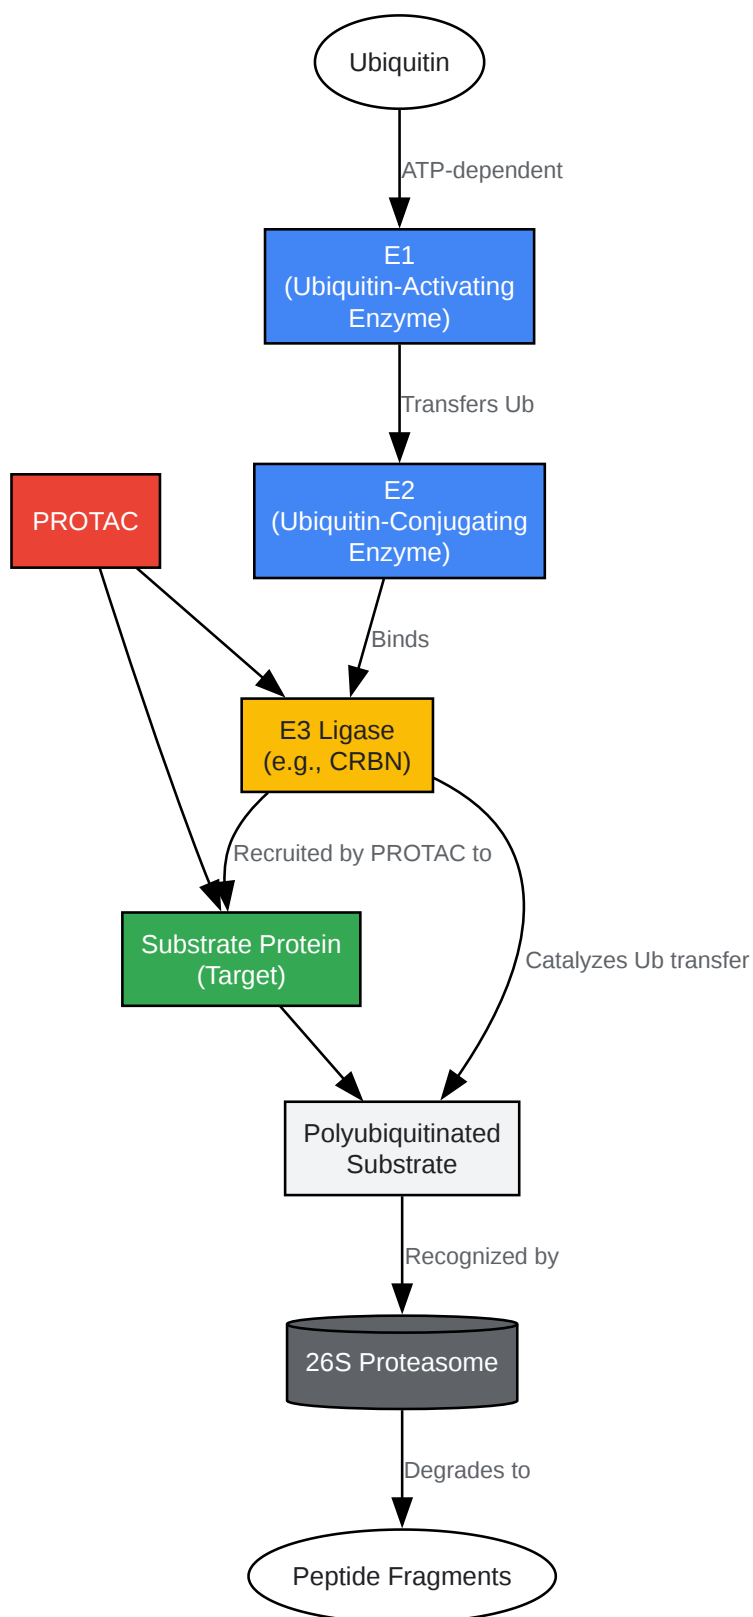 Ubiquitin
ATP-dependent
E1
(Ubiquitin-Activating
Enzyme)
Transfers Ub
PROTAC
E2
(Ubiquitin-Conjugating
Enzyme)
Binds
E3 Ligase
(e.g., CRBN)
Recruited by PROTAC to
Substrate Protein
(Target)
Catalyzes Ub transfer
Polyubiquitinated
Substrate
Recognized by
26S Proteasome
Degrades to
Peptide Fragments